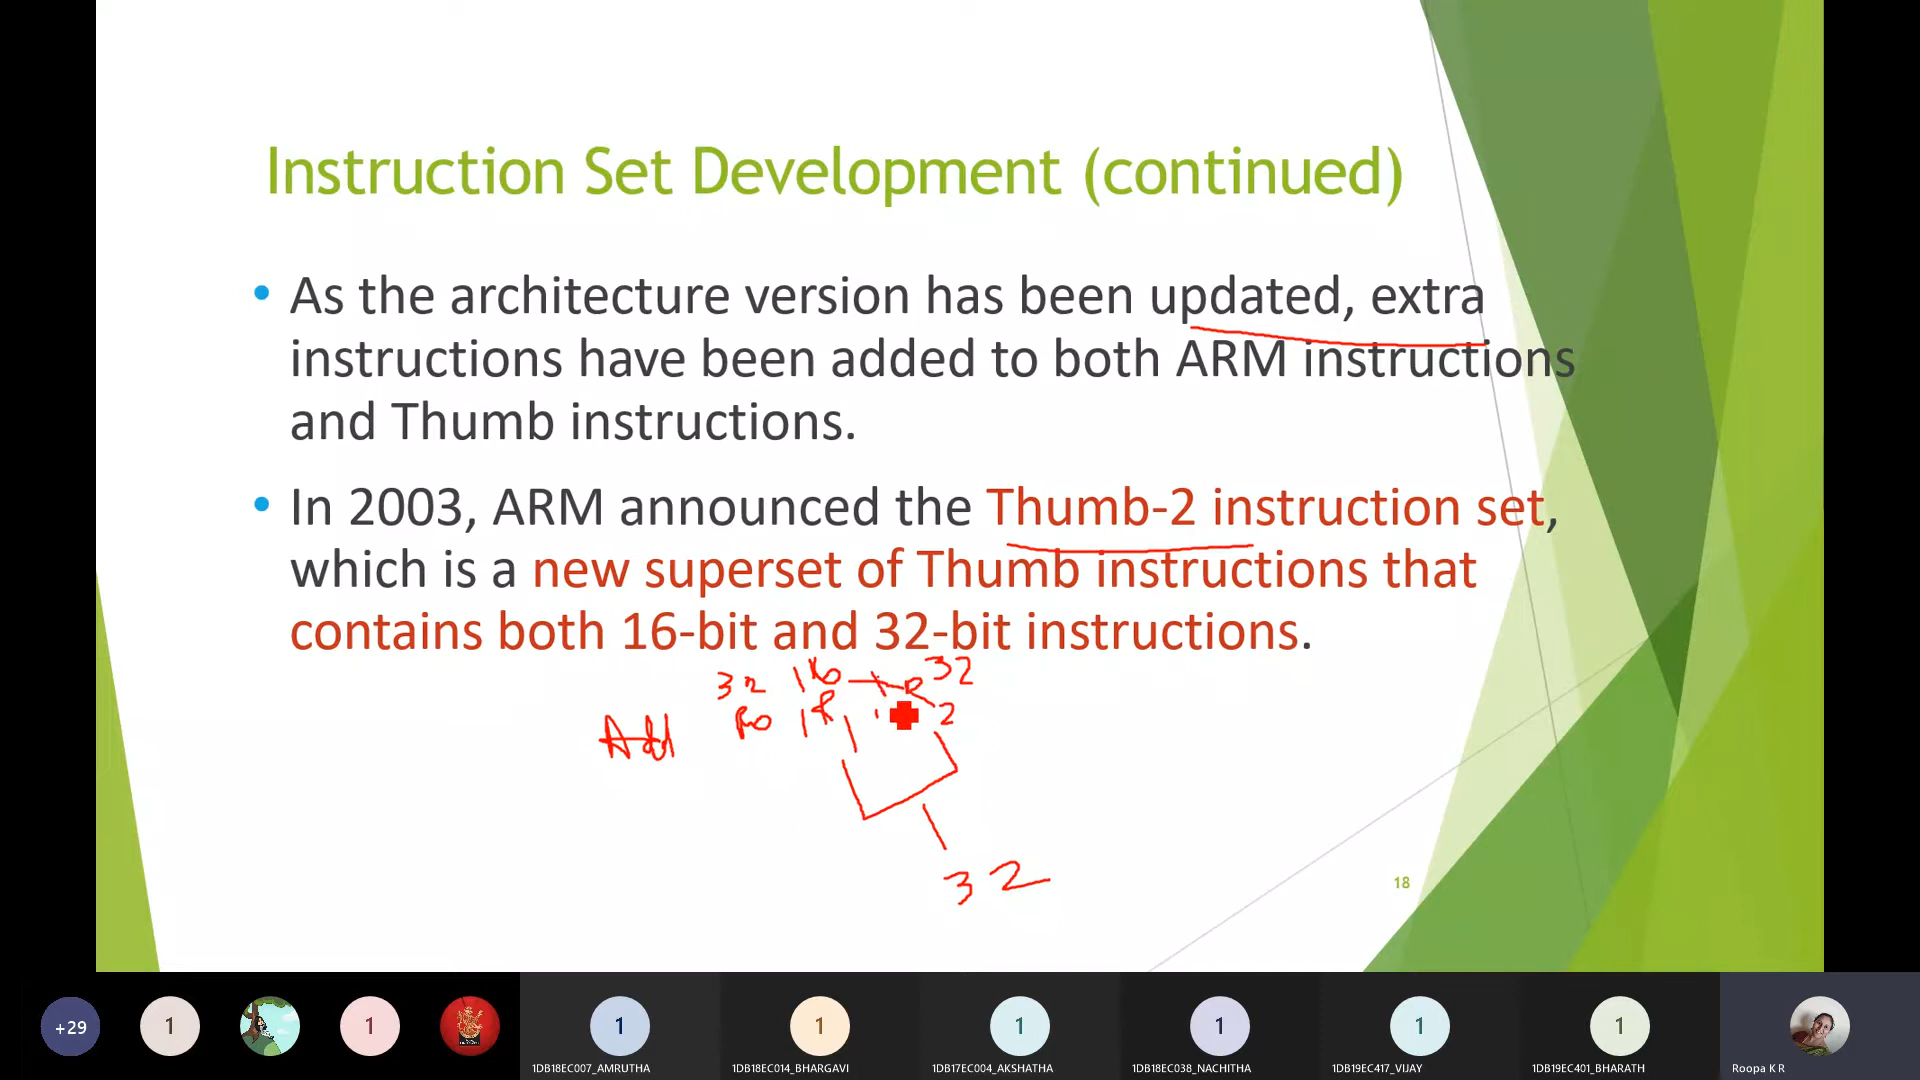 Instruction Set Development (continued)
• As the architecture version has been updated, extra
instructions have been added to both ARM instructions
and Thumb instructions.
• In 2003, ARM announced the Thumb-2 instruction set,
which is a new superset of Thumb instructions that
contains both 16-bit and 32-bit instructions.
32 16 32
Add R0 2
32
18
+29 1 1 1 1 1 1 1 1
1DB18EC007_AMRUTHA 1DB18EC014_BHARGAVI 1DB17EC004_AKSHATHA 1DB18EC038_NACHITHA 1DB19EC417_VIJAY 1DB19EC401_BHARATH Roopa K R